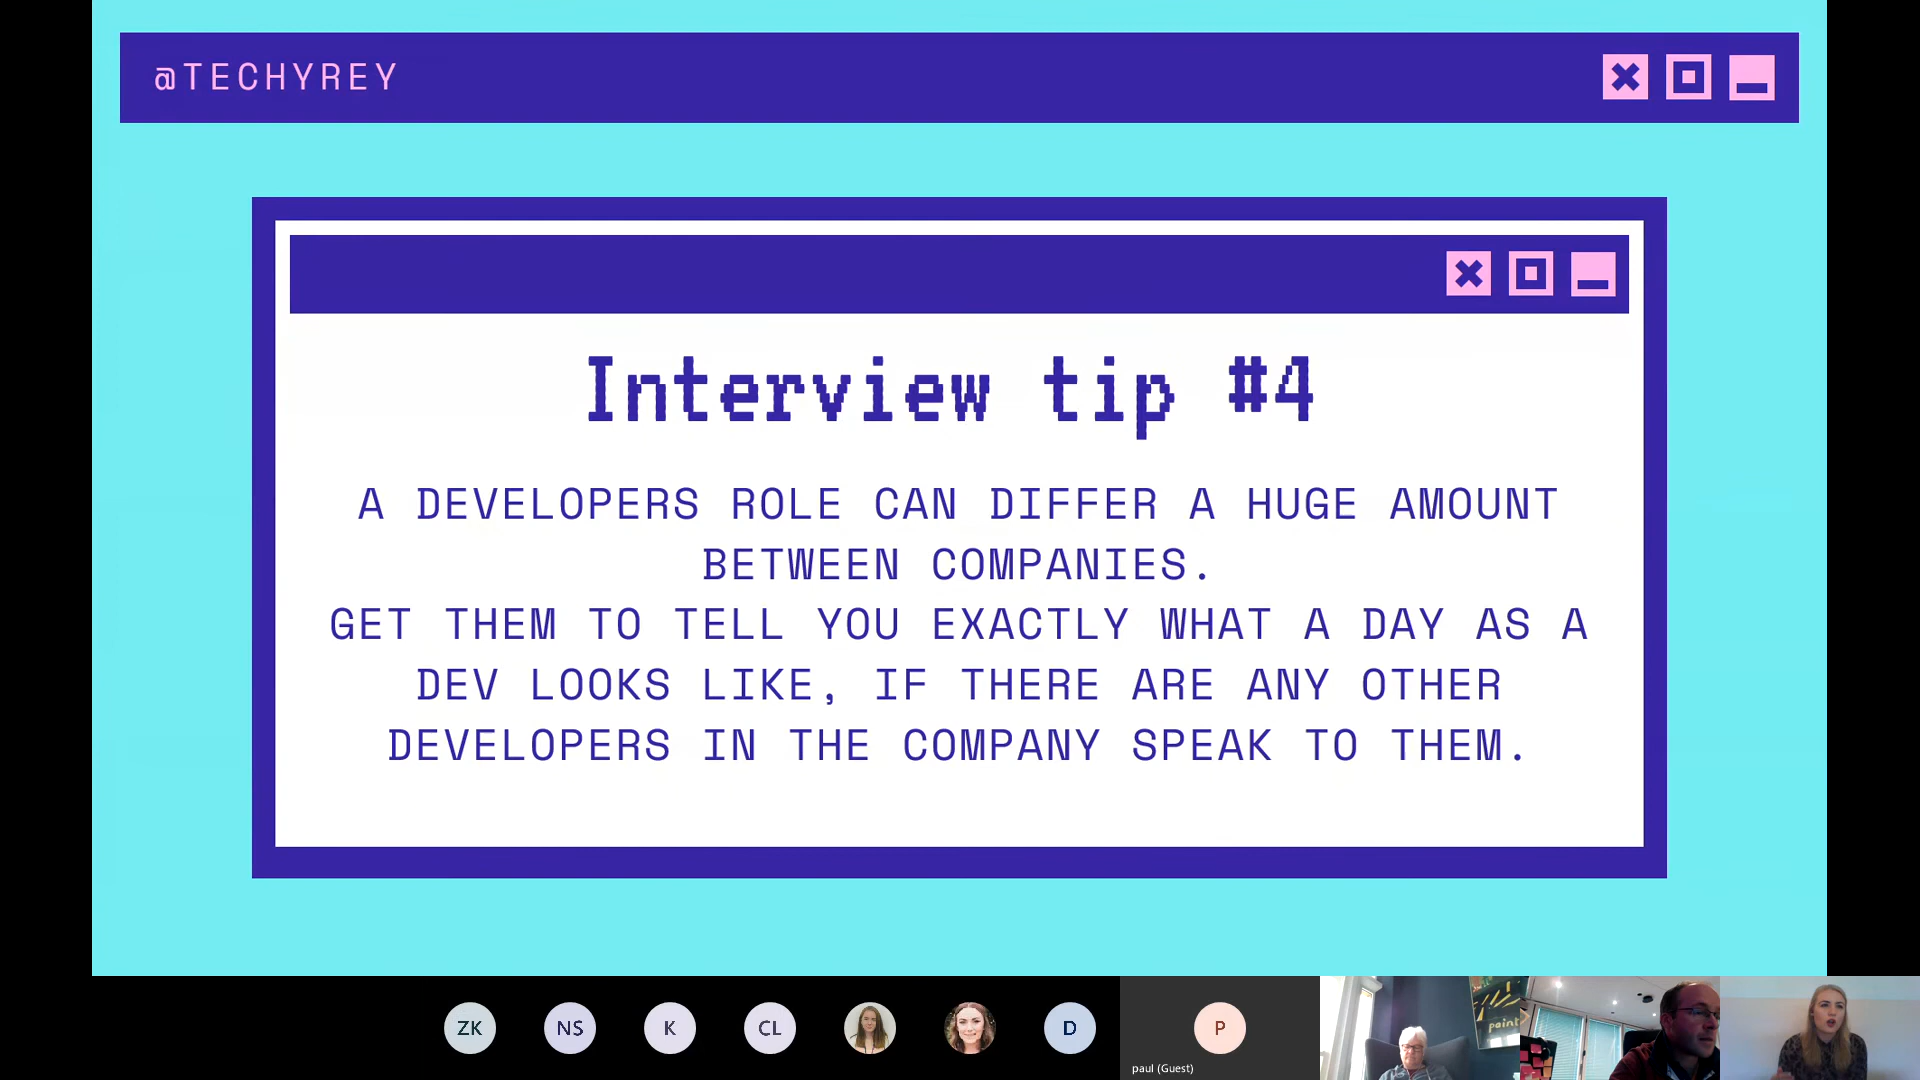 @TECHYREY
Interview tip #4
A DEVELOPERS ROLE CAN DIFFER A HUGE AMOUNT
BETWEEN COMPANIES.
GET THEM TO TELL YOU EXACTLY WHAT A DAY AS A
DEV LOOKS LIKE, IF THERE ARE ANY OTHER
DEVELOPERS IN THE COMPANY SPEAK TO THEM.
ZK
NS
K
CL
D
P
paul (Guest)
paint